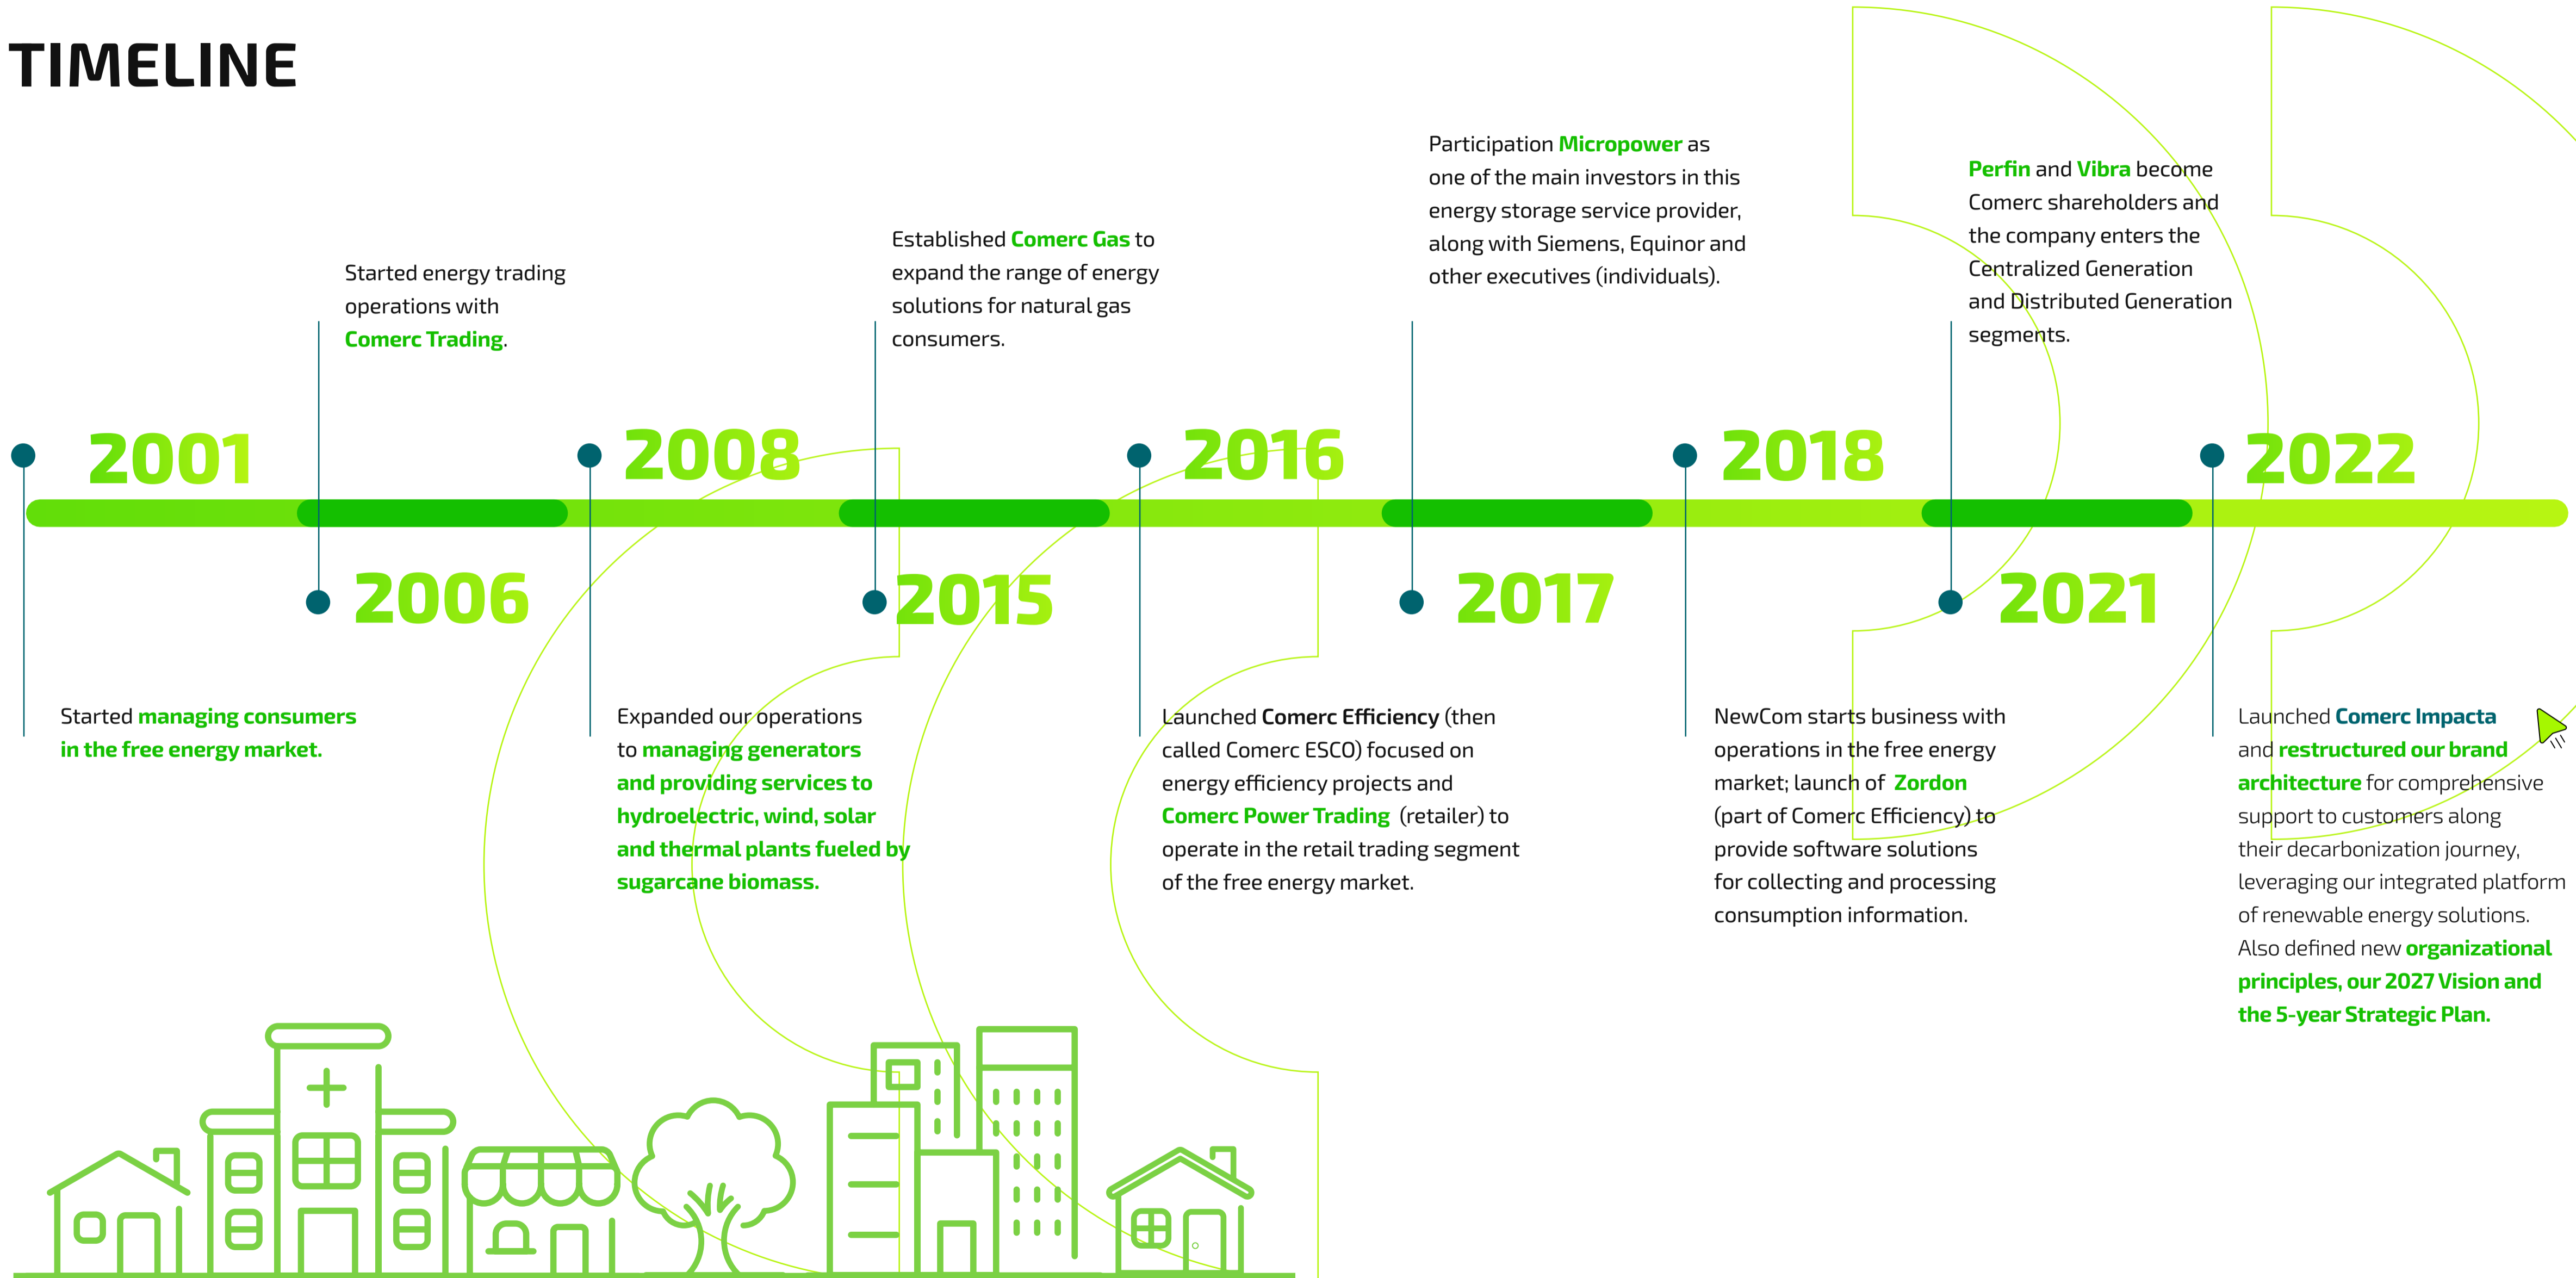 TIMELINE
2001
Started managing consumers
in the free energy market.
Started energy trading
operations with
Comerc Trading.
2006
2008
Expanded our operations
to managing generators
and providing services to
hydroelectric, wind, solar
and thermal plants fueled by
sugarcane biomass.
Established Comerc Gas to
expand the range of energy
solutions for natural gas
consumers.
2015
2016
Launched Comerc Efficiency (then
called Comerc ESCO) focused on
energy efficiency projects and
Comerc Power Trading (retailer) to
operate in the retail trading segment
of the free energy market.
Participation Micropower as
one of the main investors in this
energy storage service provider,
along with Siemens, Equinor and
other executives (individuals).
2017
2018
NewCom starts business with
operations in the free energy
market; launch of Zordon
(part of Comerc Efficiency) to
provide software solutions
for collecting and processing
consumption information.
Perfin and Vibra become
Comerc shareholders and
the company enters the
Centralized Generation
and Distributed Generation
segments.
2021
2022
Launched Comerc Impacta
and restructured our brand
architecture for comprehensive
support to customers along
their decarbonization journey,
leveraging our integrated platform
of renewable energy solutions.
Also defined new organizational
principles, our 2027 Vision and
the 5-year Strategic Plan.